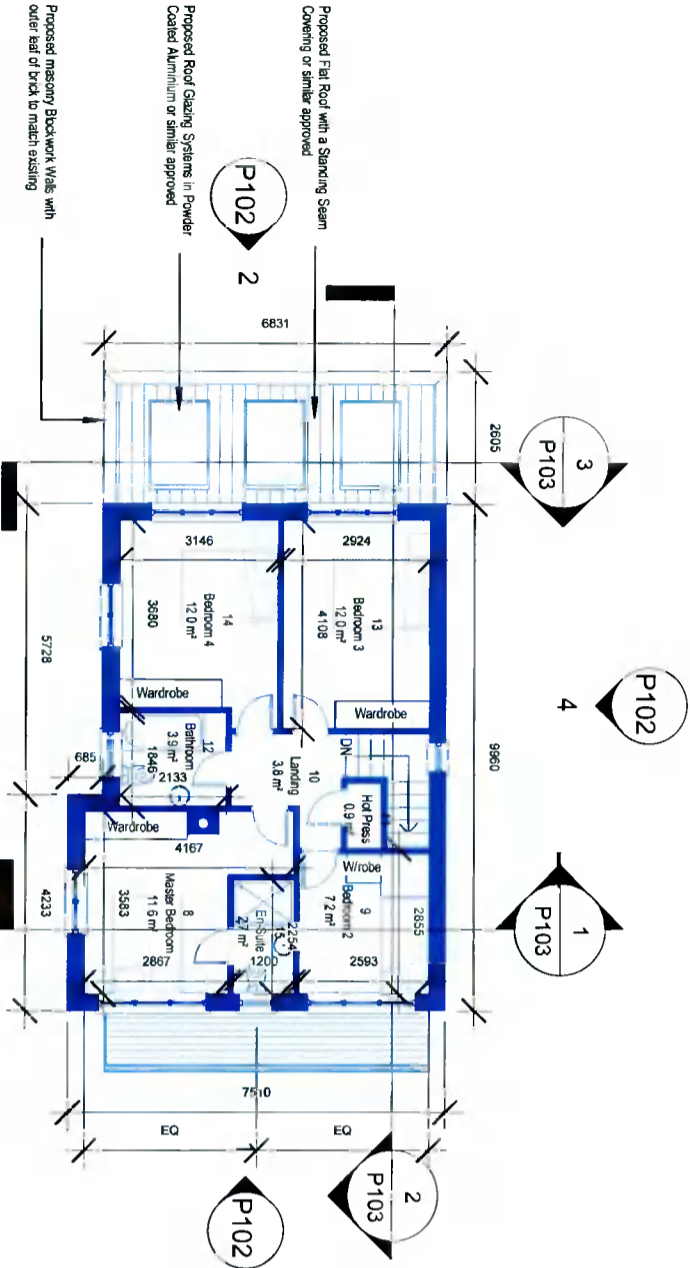 Proposed Flat Roof with a Standing Seam
Covering or similar approved
Proposed Roof Glazing Systems in Powder
Coated Aluminium or similar approved
Proposed masonry Blockwork Walls with
outer leaf of brick to match existing
P102
2
3
P103
P102
4
1
P103
2
P103
P102
6831
2605
9960
5728
685
4233
7510
EQ
EQ
3146
2924
14
Bedroom 4
12.0 m²
3680
13
Bedroom 3
12.0 m²
4108
Wardrobe
Wardrobe
12
Bathroom
3.9 m²
1846
2133
10
Landing
3.8 m²
DN
Hot Press
0.9 m²
Wardrobe
4167
W/robe
9
Bedroom 2
7.2 m²
2855
2593
8
Master Bedroom
11.6 m²
3583
2867
15
En-Suite
2.7 m²
2254
1200